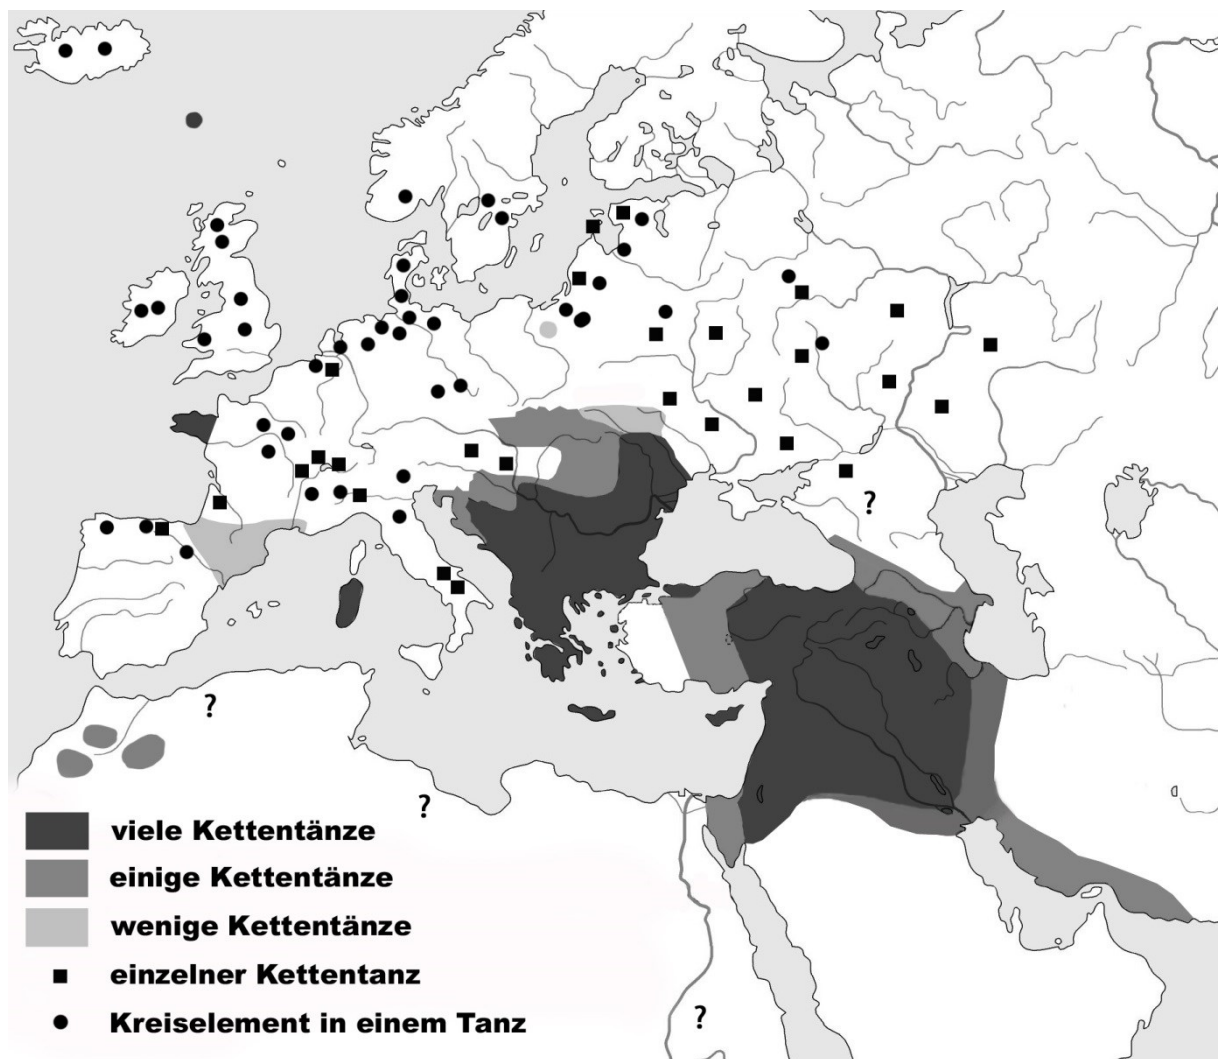 ?
?
?
viele Kettentänze
einige Kettentänze
wenige Kettentänze
einzelner Kettentanz
Kreiselement in einem Tanz
?